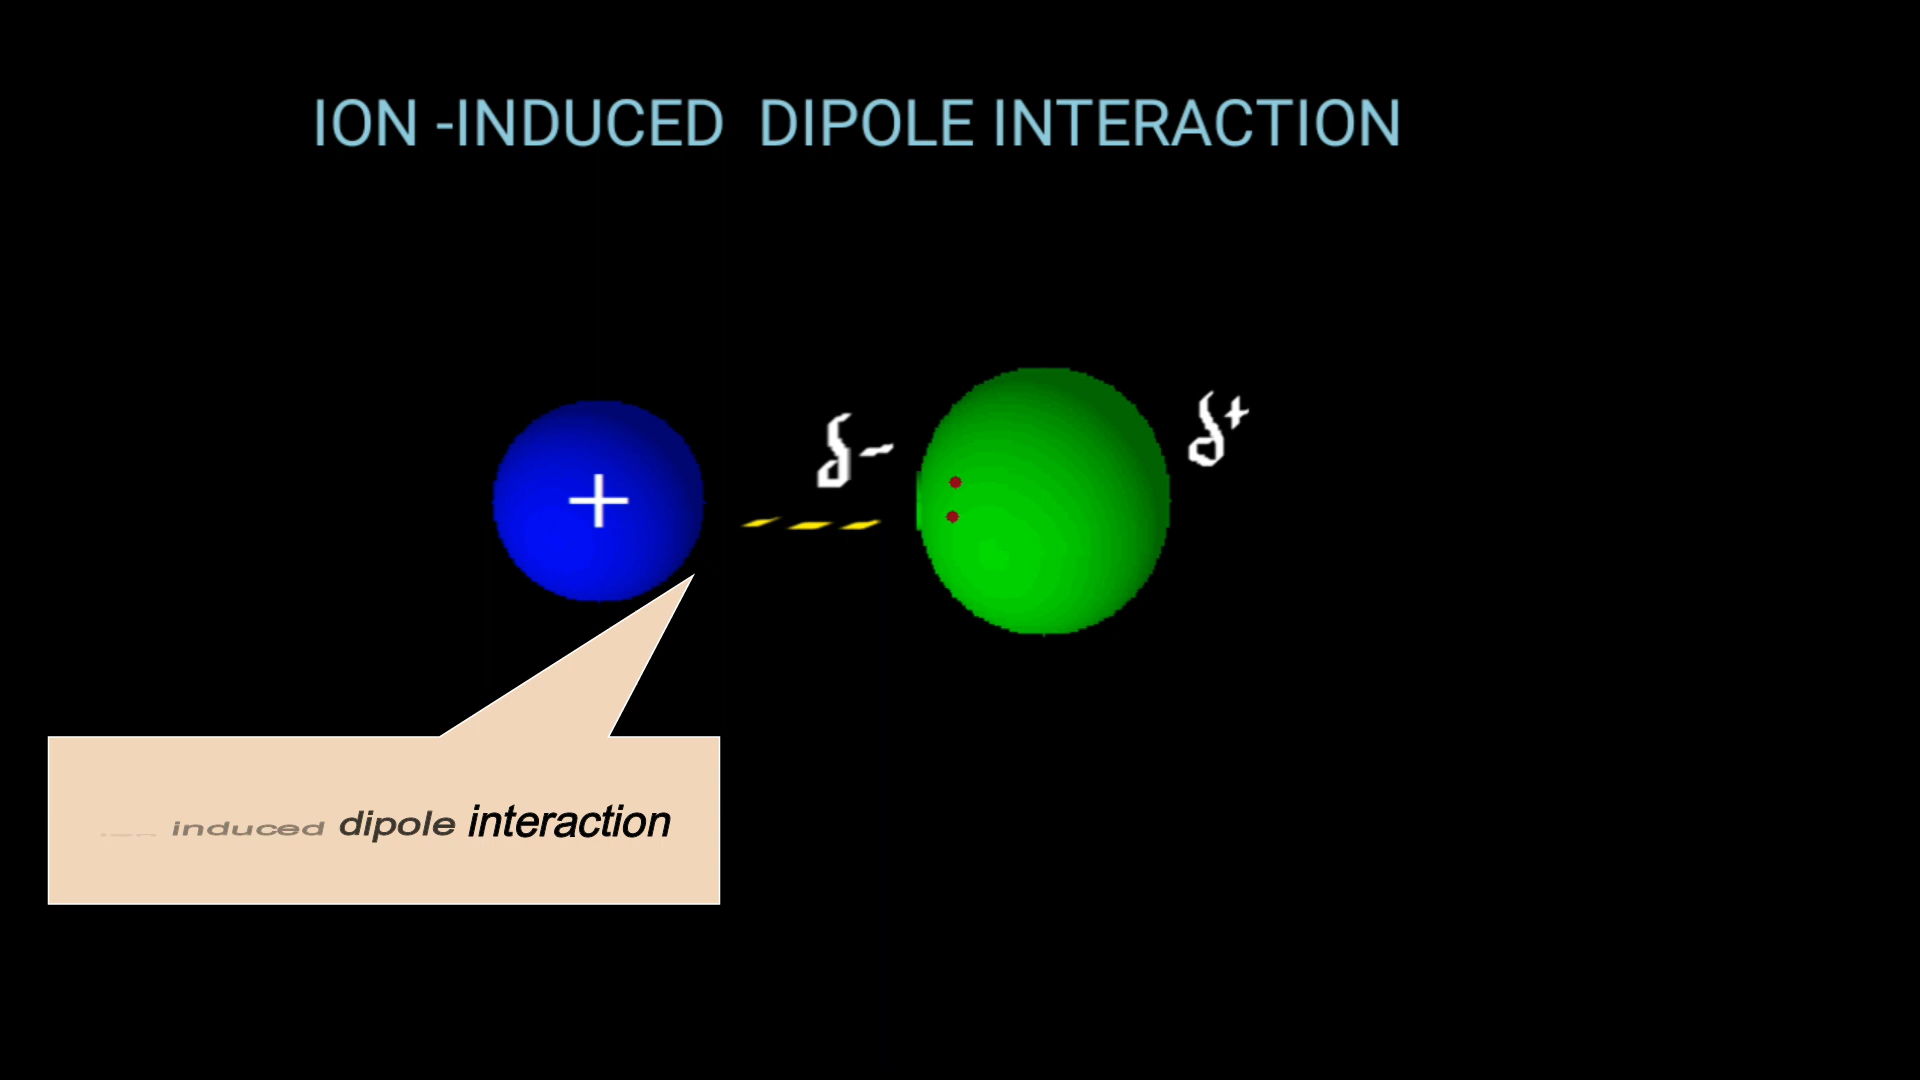 ION -INDUCED DIPOLE INTERACTION
δ-
δ+
+
induced dipole interaction